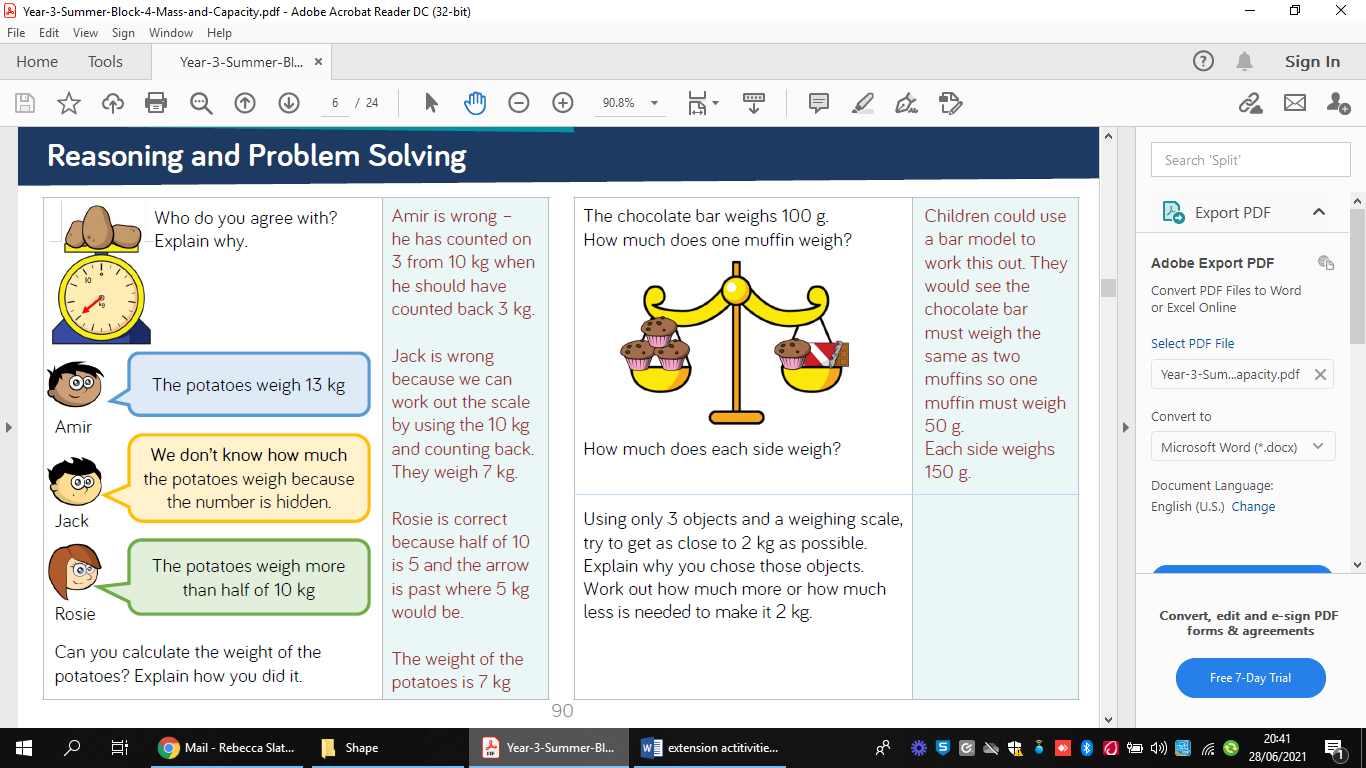 Year-3-Summer-Block-4-Mass-and-Capacity.pdf - Adobe Acrobat Reader DC (32-bit)
File Edit View Sign Window Help
Home Tools Year-3-Summer-Bl... × Sign In
6 / 24 90.8%
Reasoning and Problem Solving
Who do you agree with?
Explain why.
10
kg
The potatoes weigh 13 kg
Amir
We don't know how much
the potatoes weigh because
the number is hidden.
Jack
The potatoes weigh more
than half of 10 kg
Rosie
Can you calculate the weight of the
potatoes? Explain how you did it.
Amir is wrong –
he has counted on
3 from 10 kg when
he should have
counted back 3 kg.
Jack is wrong
because we can
work out the scale
by using the 10 kg
and counting back.
They weigh 7 kg.
Rosie is correct
because half of 10
is 5 and the arrow
is past where 5 kg
would be.
The weight of the
potatoes is 7 kg
The chocolate bar weighs 100 g.
How much does one muffin weigh?
How much does each side weigh?
Children could use
a bar model to
work this out. They
would see the
chocolate bar
must weigh the
same as two
muffins so one
muffin must weigh
50 g.
Each side weighs
150 g.
Using only 3 objects and a weighing scale,
try to get as close to 2 kg as possible.
Explain why you chose those objects.
Work out how much more or how much
less is needed to make it 2 kg.
90
Search 'Split'
Export PDF
Adobe Export PDF
Convert PDF Files to Word
or Excel Online
Select PDF File
Year-3-Sum...apacity.pdf
Convert to
Microsoft Word (*.docx)
Document Language:
English (U.S.) Change
Convert, edit and e-sign PDF
forms & agreements
Free 7-Day Trial
Mail - Rebecca Slat...
Shape
Year-3-Summer-Bl...
extension actitivitie...
20:41
28/06/2021
1